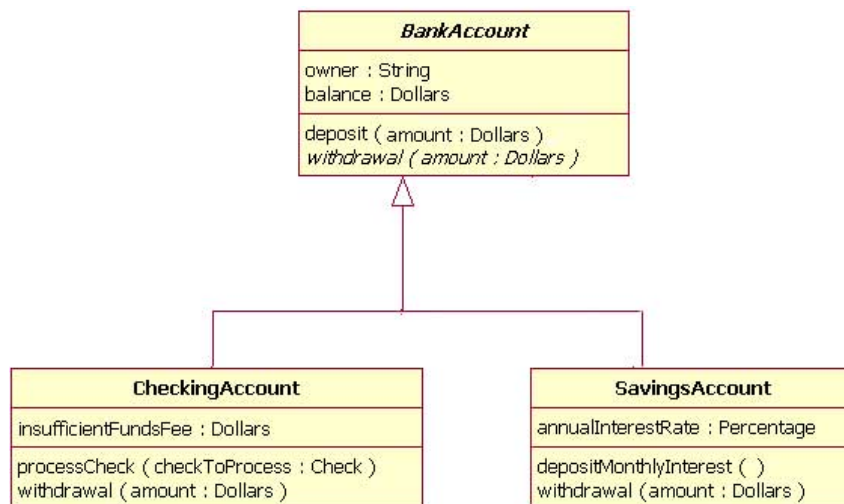 BankAccount
owner : String
balance : Dollars
deposit ( amount : Dollars )
withdrawal ( amount : Dollars )
CheckingAccount
insufficientFundsFee : Dollars
processCheck ( checkToProcess : Check )
withdrawal ( amount : Dollars )
SavingsAccount
annualInterestRate : Percentage
depositMonthlyInterest ( )
withdrawal ( amount : Dollars )